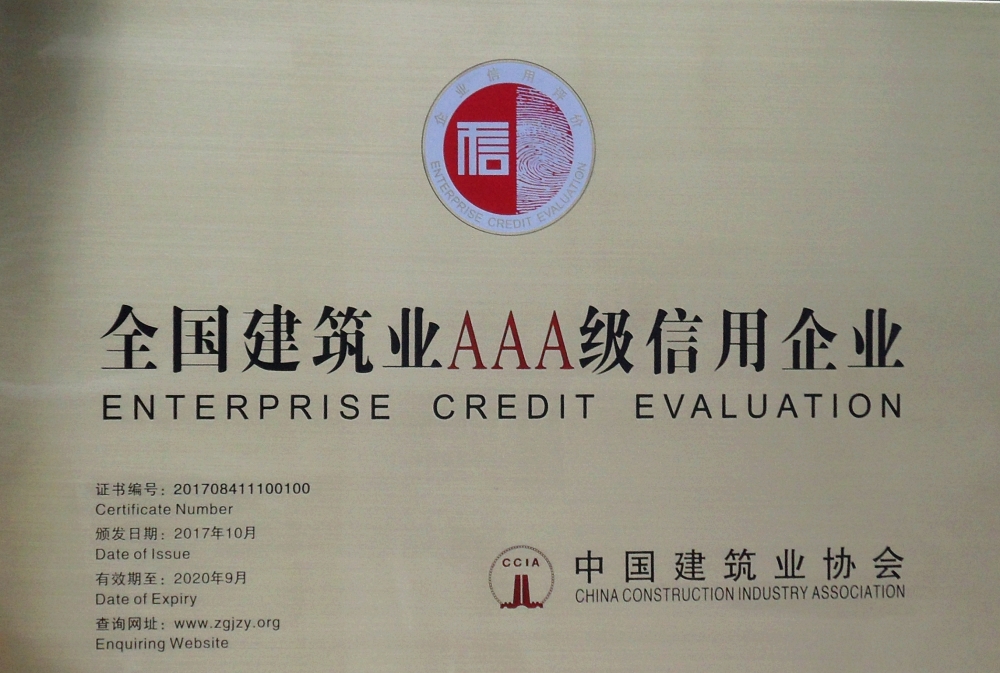 企业信用评价
信
ENTERPRISE CREDIT EVALUATION
全国建筑业AAA级信用企业
ENTERPRISE CREDIT EVALUATION
证书编号：201708411100100
Certificate Number
颁发日期：2017年10月
Date of Issue
有效期至：2020年9月
Date of Expiry
查询网址：www.zgjzy.org
Enquiring Website
CCIA
中国建筑业协会
CHINA CONSTRUCTION INDUSTRY ASSOCIATION